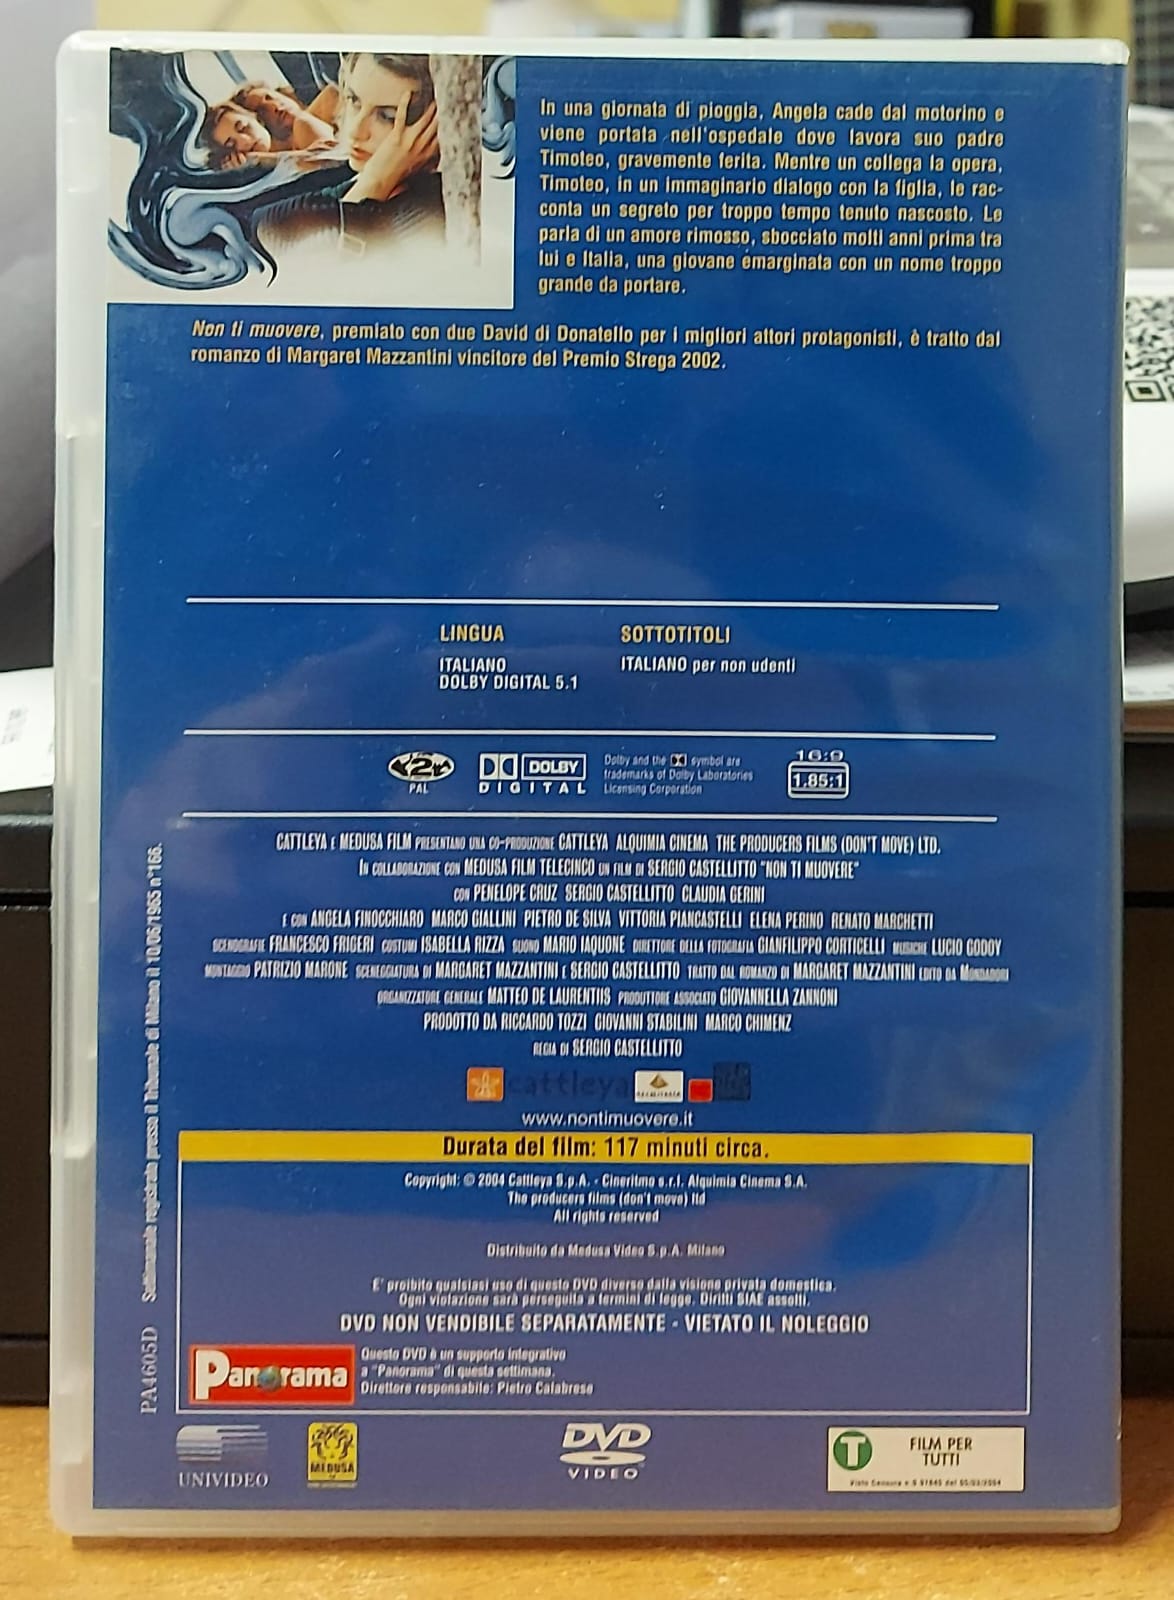 In una giornata di pioggia, Angela cade dal motorino e
viene portata nell'ospedale dove lavora suo padre
Timoteo, gravemente ferita. Mentre un collega la opera,
Timoteo, in un immaginario dialogo con la figlia, le rac-
conta un segreto per troppo tempo tenuto nascosto. Le
parla di un amore rimosso, sbocciato molti anni prima tra
lui e Italia, una giovane emarginata con un nome troppo
grande da portare.
Non ti muovere, premiato con due David di Donatello per i migliori attori protagonisti, è tratto dal
romanzo di Margaret Mazzantini vincitore del Premio Strega 2002.
LINGUA
ITALIANO
DOLBY DIGITAL 5.1
SOTTOTITOLI
ITALIANO per non udenti
2
PAL
DOLBY
DIGITAL
Dolby and the symbol are
trademarks of Dolby Laboratories
Licensing Corporation
16:9
1.85:1
CATTLEYA E MEDUSA FILM PRESENTANO UNA CO-PRODUZIONE CATTLEYA ALQUIMIA CINEMA THE PRODUCERS FILMS (DON'T MOVE) LTD.
IN COLLABORAZIONE CON MEDUSA FILM TELECINCO UN FILM DI SERGIO CASTELLITTO "NON TI MUOVERE"
CON PENELOPE CRUZ SERGIO CASTELLITTO CLAUDIA GERINI
E CON ANGELA FINOCCHIARO MARCO GIALLINI PIETRO DE SILVA VITTORIA PIANCASTELLI ELENA PERINO RENATO MARCHETTI
SCENOGRAFIE FRANCESCO FRIGERI COSTUMI ISABELLA RIZZA SUONO MARIO IAQUONE DIRETTORE DELLA FOTOGRAFIA GIANFILIPPO CORTICELLI MUSICHE LUCIO GODOY
MONTAGGIO PATRIZIO MARONE SCENEGGIATURA DI MARGARET MAZZANTINI E SERGIO CASTELLITTO TRATTO DAL ROMANZO DI MARGARET MAZZANTINI EDITO DA MONDADORI
ORGANIZZATORE GENERALE MATTEO DE LAURENTIIS PRODUTTORE ASSOCIATO GIOVANNELLA ZANNONI
PRODOTTO DA RICCARDO TOZZI GIOVANNI STABILINI MARCO CHIMENZ
REGIA DI SERGIO CASTELLITTO
cattleya
www.nontimuovere.it
Durata del film: 117 minuti circa.
Copyright: © 2004 Cattleya S.p.A. - Cineritmo s.r.l. Alquimia Cinema S.A.
The producers films (don't move) ltd
All rights reserved
Distribuito da Medusa Video S.p.A. Milano
E' proibito qualsiasi uso di questo DVD diverso dalla visione privata domestica.
Ogni violazione sarà perseguita a termini di legge. Diritti SIAE assolti.
DVD NON VENDIBILE SEPARATAMENTE - VIETATO IL NOLEGGIO
Panorama
Questo DVD è un supporto integrativo
a "Panorama" di questa settimana.
Direttore responsabile: Pietro Calabrese
PA4605D Settimanale registrato presso il Tribunale di Milano il 10/06/1965 n°166.
UNIVIDEO
MEDUSA
DVD
VIDEO
T
FILM PER
TUTTI